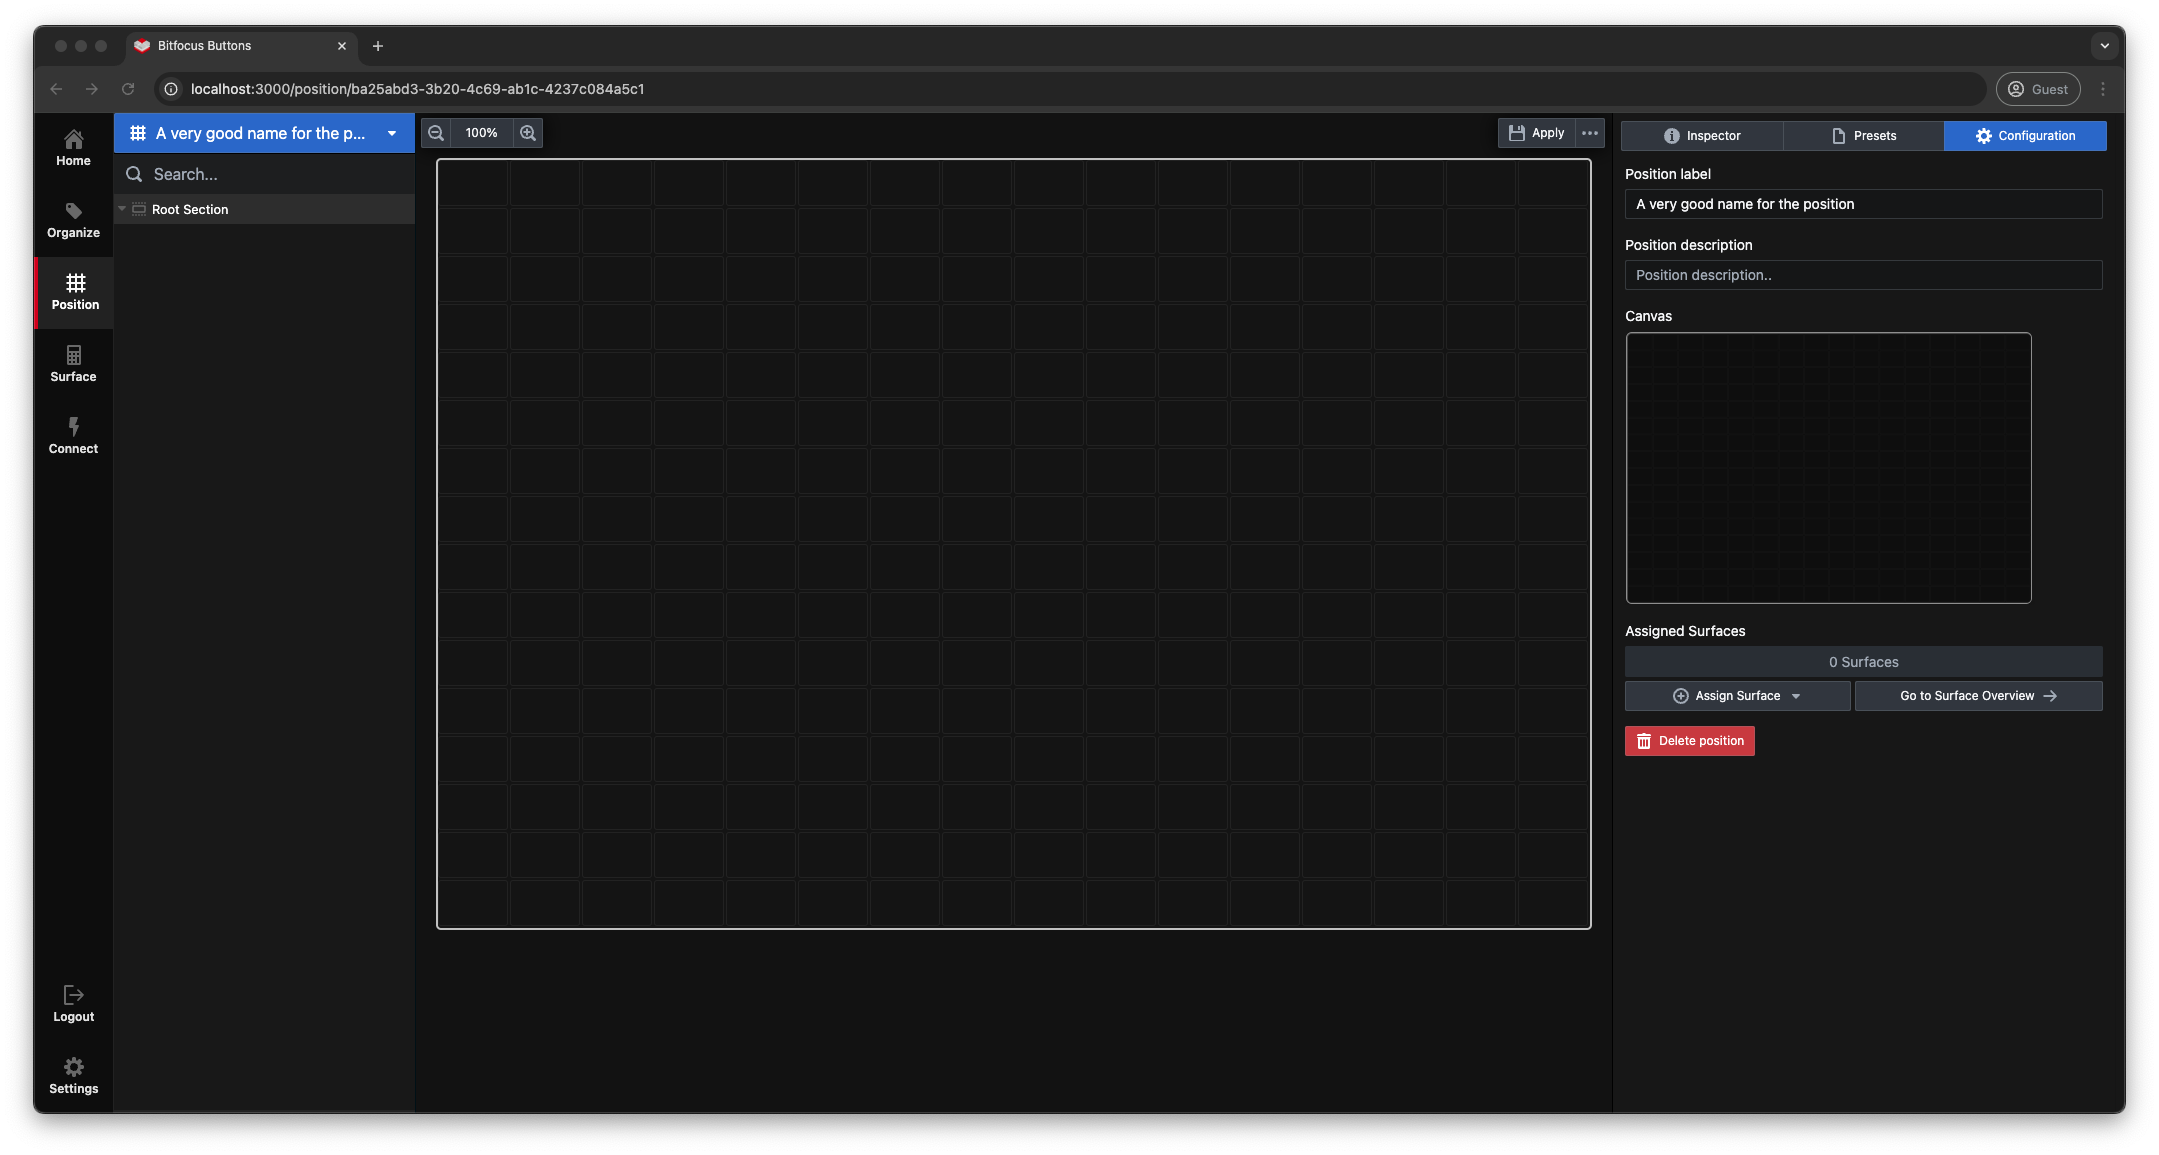 Bitfocus Buttons
localhost:3000/position/ba25abd3-3b20-4c69-ab1c-4237c084a5c1
Guest
Home
Organize
Position
Surface
Connect
Logout
Settings
A very good name for the p...
Search...
Root Section
100%
Apply
Inspector
Presets
Configuration
Position label
A very good name for the position
Position description
Position description..
Canvas
Assigned Surfaces
0 Surfaces
Assign Surface
Go to Surface Overview
Delete position